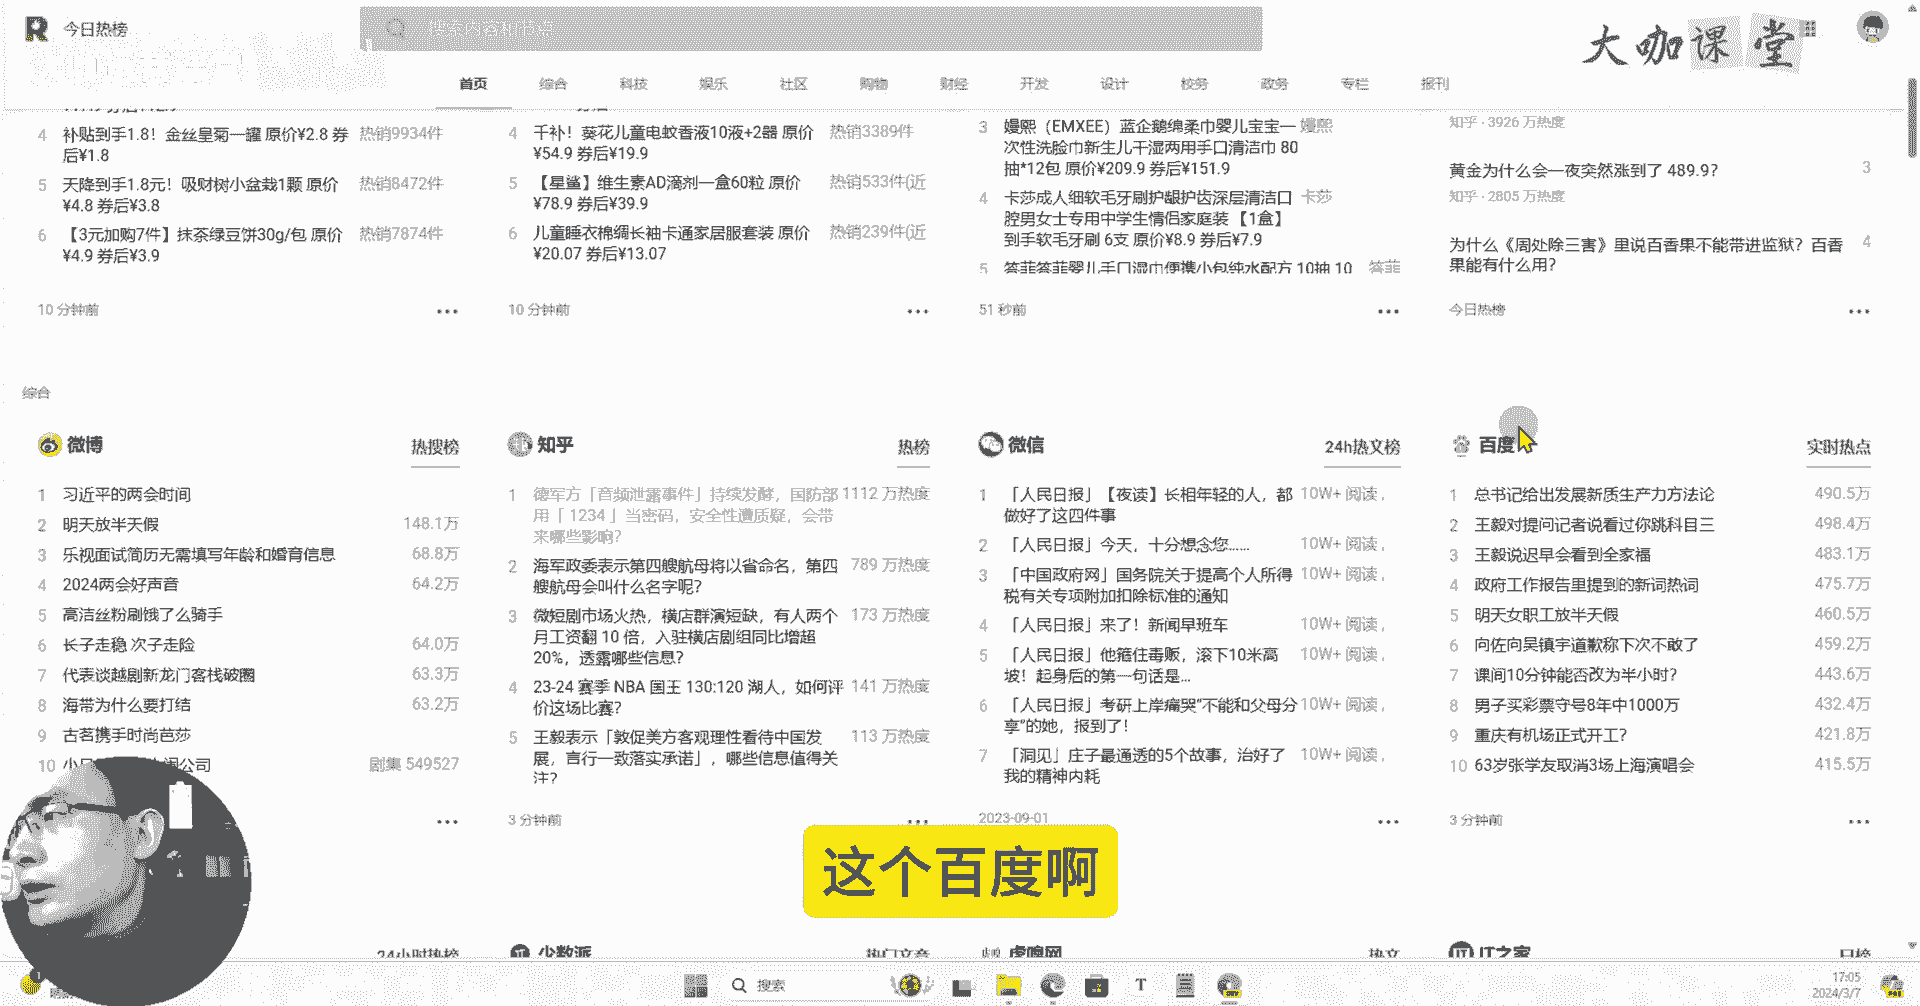 今日热榜
搜索内容和节点
大咖课堂
首页 综合 科技 娱乐 社区 购物 财经 开发 设计 校务 政务 专栏 报刊
4 补贴到手1.8！金丝皇菊一罐 原价¥2.8 券 热销9934件
后¥1.8
5 天降到手1.8元！吸财树小盆栽1颗 原价 热销8472件
¥4.8 券后¥3.8
6 【3元加购7件】抹茶绿豆饼30g/包 原价 热销7874件
¥4.9 券后¥3.9
10 分钟前
4 千补！葵花儿童电蚊香液10液+2器 原价 热销3389件
¥54.9 券后¥19.9
5 【星鲨】维生素AD滴剂一盒60粒 原价 热销533件(近
¥78.9 券后¥39.9
6 儿童睡衣棉绸长袖卡通家居服套装 原价 热销239件(近
¥20.07 券后¥13.07
10 分钟前
3 嫚熙（EMXEE）蓝企鹅绵柔巾婴儿宝宝一 嫚熙
次性洗脸巾新生儿干湿两用手口清洁巾 80
抽*12包 原价¥209.9 券后¥151.9
4 卡莎成人细软毛牙刷护龈护齿深层清洁口 卡莎
腔男女士专用中学生情侣家庭装 【1盒】
到手软毛牙刷 6支 原价¥8.9 券后¥7.9
5 答菲答菲婴儿手口湿巾便携小包纯水配方 10抽 10 答菲
51 秒前
知乎 · 3926 万热度
黄金为什么会一夜突然涨到了 489.9？ 3
知乎 · 2805 万热度
为什么《周处除三害》里说百香果不能带进监狱？百香 4
果能有什么用？
今日热榜
综合
微博 热搜榜
1 习近平的两会时间
2 明天放半天假 148.1万
3 乐视面试简历无需填写年龄和婚育信息 68.8万
4 2024两会好声音 64.2万
5 高洁丝粉刷饿了么骑手
6 长子走稳 次子走险 64.0万
7 代表谈越剧新龙门客栈破圈 63.3万
8 海带为什么要打结 63.2万
9 古茗携手时尚芭莎
10 公司 剧集 549527
知乎 热榜
1 德军方「音频泄露事件」持续发酵，国防部 1112 万热度
用「 1234 」当密码，安全性遭质疑，会带
来哪些影响？
2 海军政委表示第四艘航母将以省命名，第四 789 万热度
艘航母会叫什么名字呢？
3 微短剧市场火热，横店群演短缺，有人两个 173 万热度
月工资翻 10 倍，入驻横店剧组同比增超
20%，透露哪些信息？
4 23-24 赛季 NBA 国王 130:120 湖人，如何评 141 万热度
价这场比赛？
5 王毅表示「敦促美方客观理性看待中国发 113 万热度
展，言行一致落实承诺」，哪些信息值得关
注？
3 分钟前
微信 24h热文榜
1 「人民日报」【夜读】长相年轻的人，都 10W+ 阅读，
做好了这四件事
2 「人民日报」今天，十分想念您…… 10W+ 阅读，
3 「中国政府网」国务院关于提高个人所得 10W+ 阅读，
税有关专项附加扣除标准的通知
4 「人民日报」来了！新闻早班车 10W+ 阅读，
5 「人民日报」他箍住毒贩，滚下10米高 10W+ 阅读，
坡！起身后的第一句话是...
6 「人民日报」考研上岸痛哭“不能和父母分 10W+ 阅读，
享”的她，报到了！
7 「洞见」庄子最通透的5个故事，治好了 10W+ 阅读，
我的精神内耗
2023-09-01
百度 实时热点
1 总书记给出发展新质生产力方法论 490.5万
2 王毅对提问记者说看过你跳科目三 498.4万
3 王毅说迟早会看到全家福 483.1万
4 政府工作报告里提到的新词热词 475.7万
5 明天女职工放半天假 460.5万
6 向佐向吴镇宇道歉称下次不敢了 459.2万
7 课间10分钟能否改为半小时？ 443.6万
8 男子买彩票守号8年中1000万 432.4万
9 重庆有机场正式开工？ 421.8万
10 63岁张学友取消3场上海演唱会 415.5万
3 分钟前
这个百度啊
24小时热榜
少数派 热门文章
虎嗅网 热文
IT之家 日榜
搜索
17:05
2024/3/7